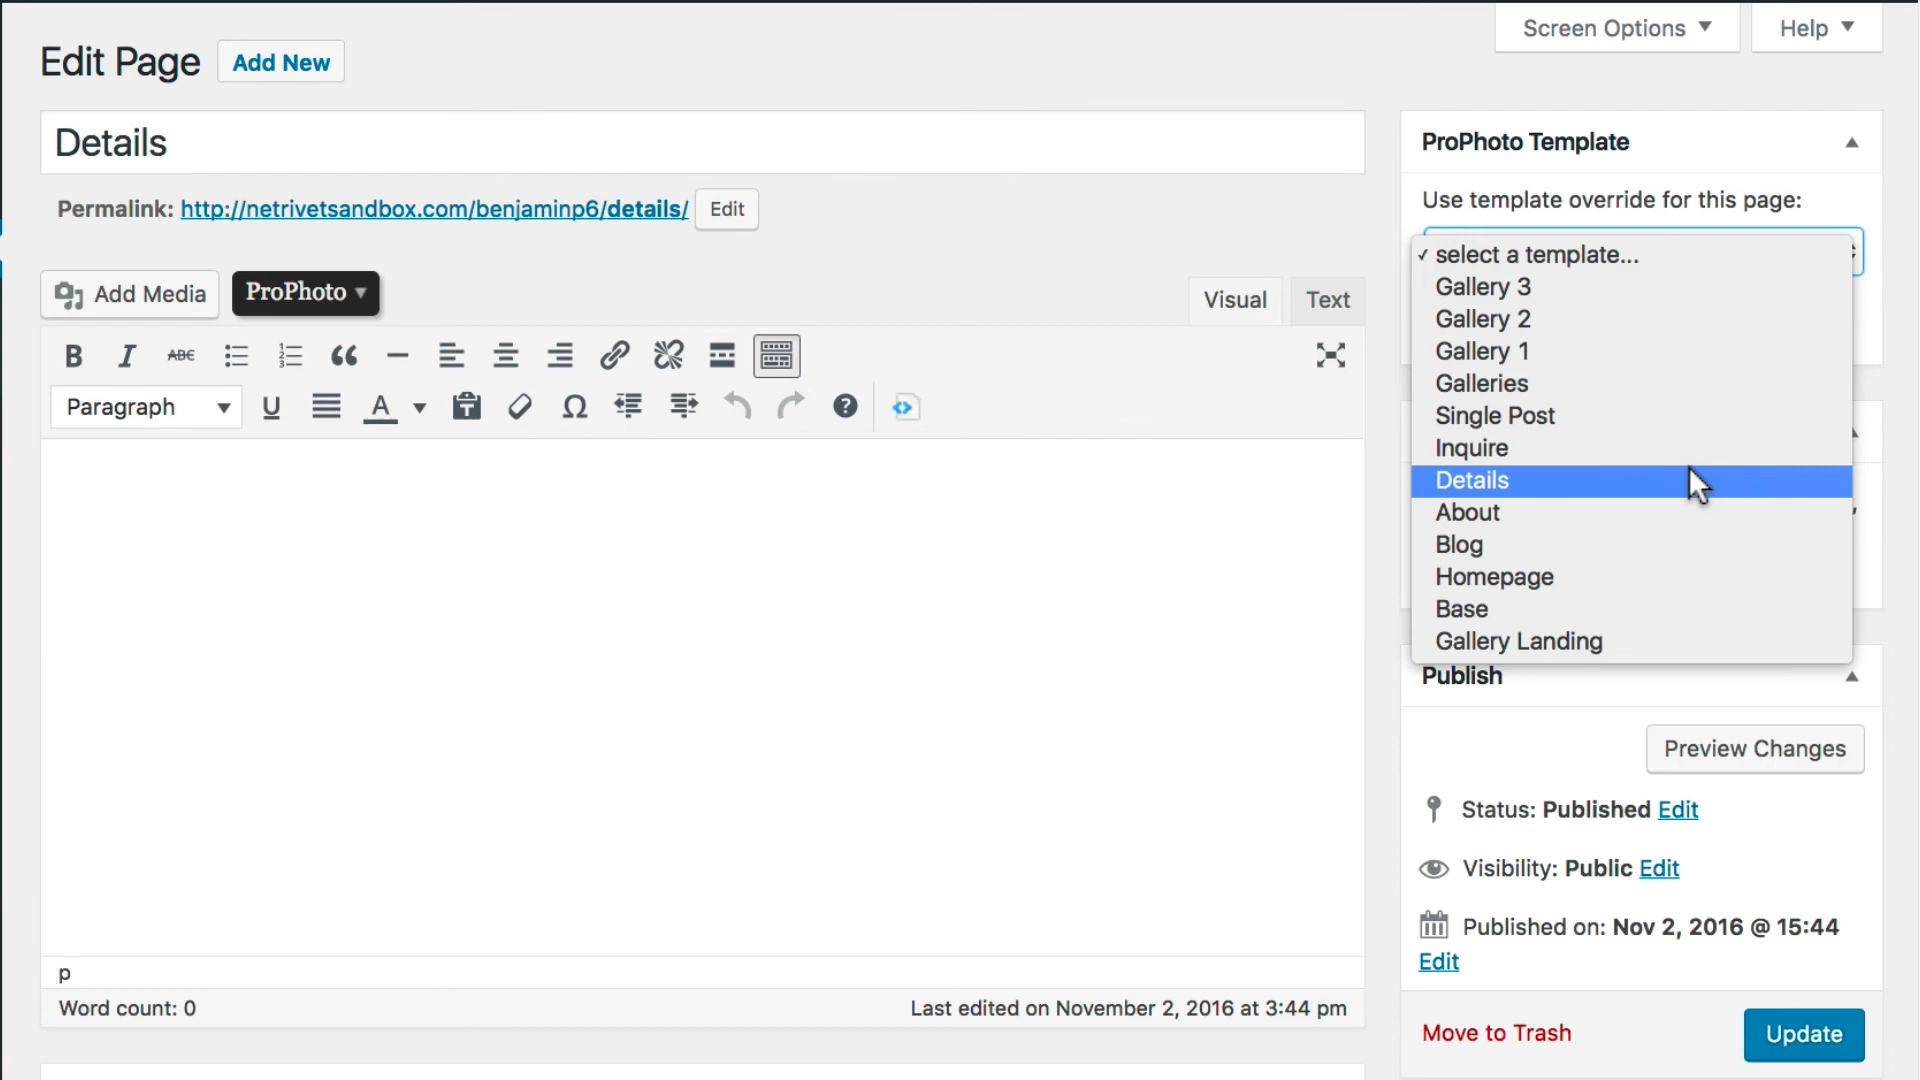 Screen Options
Help
Edit Page
Add New
Details
Permalink: http://netrivetsandbox.com/benjaminp6/details/
Edit
Add Media
ProPhoto
Visual
Text
B I ABC
Paragraph
U A Ω ?
p
Word count: 0
Last edited on November 2, 2016 at 3:44 pm
ProPhoto Template
Use template override for this page:
✓ select a template...
Gallery 3
Gallery 2
Gallery 1
Galleries
Single Post
Inquire
Details
About
Blog
Homepage
Base
Gallery Landing
Publish
Preview Changes
Status: Published Edit
Visibility: Public Edit
Published on: Nov 2, 2016 @ 15:44
Edit
Move to Trash
Update